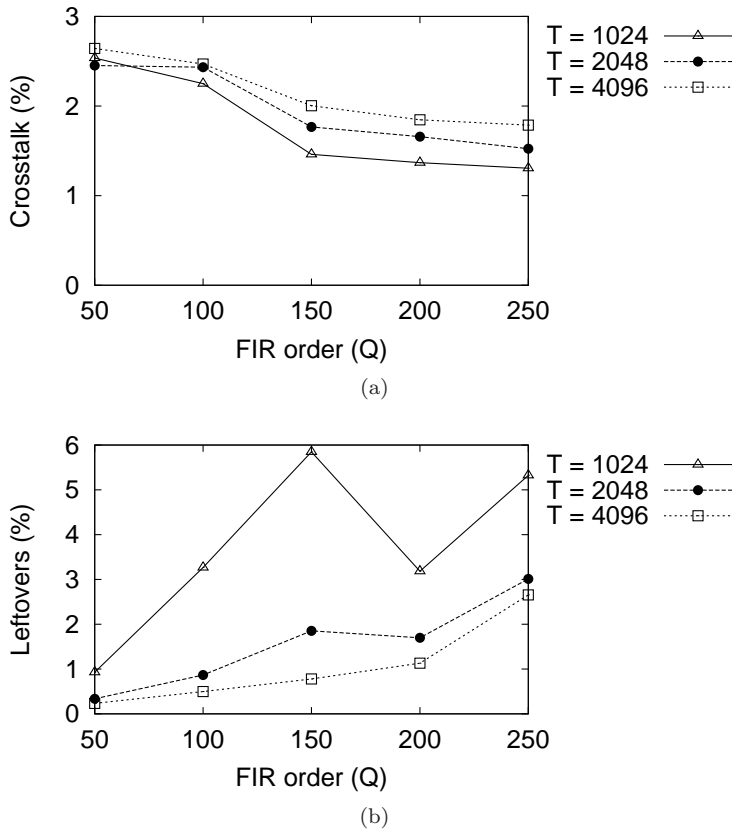 3
2
1
0
50 100 150 200 250
Crosstalk (%)
FIR order (Q)
T = 1024
T = 2048
T = 4096
(a)
6
5
4
3
2
1
0
50 100 150 200 250
Leftovers (%)
FIR order (Q)
T = 1024
T = 2048
T = 4096
(b)